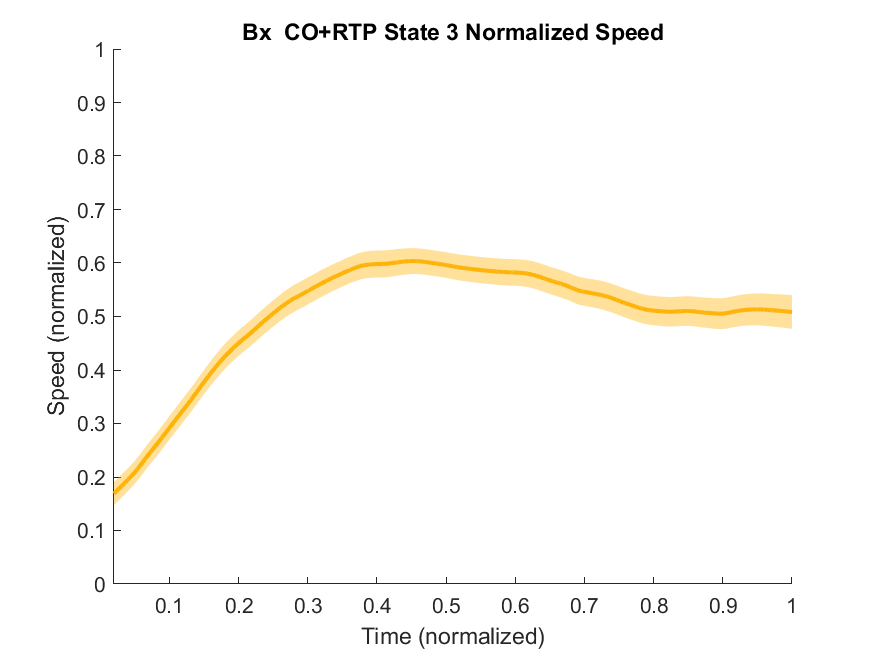 Bx  CO+RTP State 3 Normalized Speed
1
0.9
0.8
0.7
0.6
0.5
0.4
0.3
0.2
0.1
0
Speed (normalized)
0.1 0.2 0.3 0.4 0.5 0.6 0.7 0.8 0.9 1
Time (normalized)